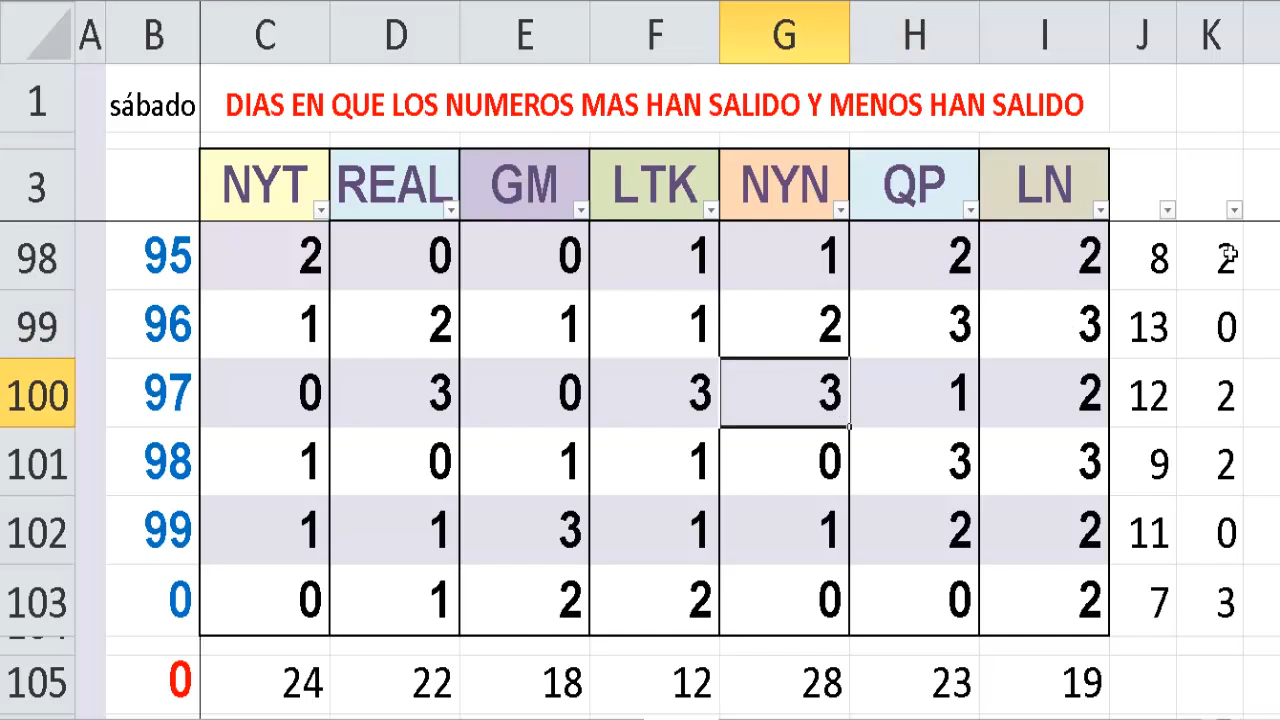 A B C D E F G H I J K
1 sábado DIAS EN QUE LOS NUMEROS MAS HAN SALIDO Y MENOS HAN SALIDO
3 NYT REAL GM LTK NYN QP LN
98 95 2 0 0 1 1 2 2 8 2
99 96 1 2 1 1 2 3 3 13 0
100 97 0 3 0 3 3 1 2 12 2
101 98 1 0 1 1 0 3 3 9 2
102 99 1 1 3 1 1 2 2 11 0
103 0 0 1 2 2 0 0 2 7 3
105 0 24 22 18 12 28 23 19